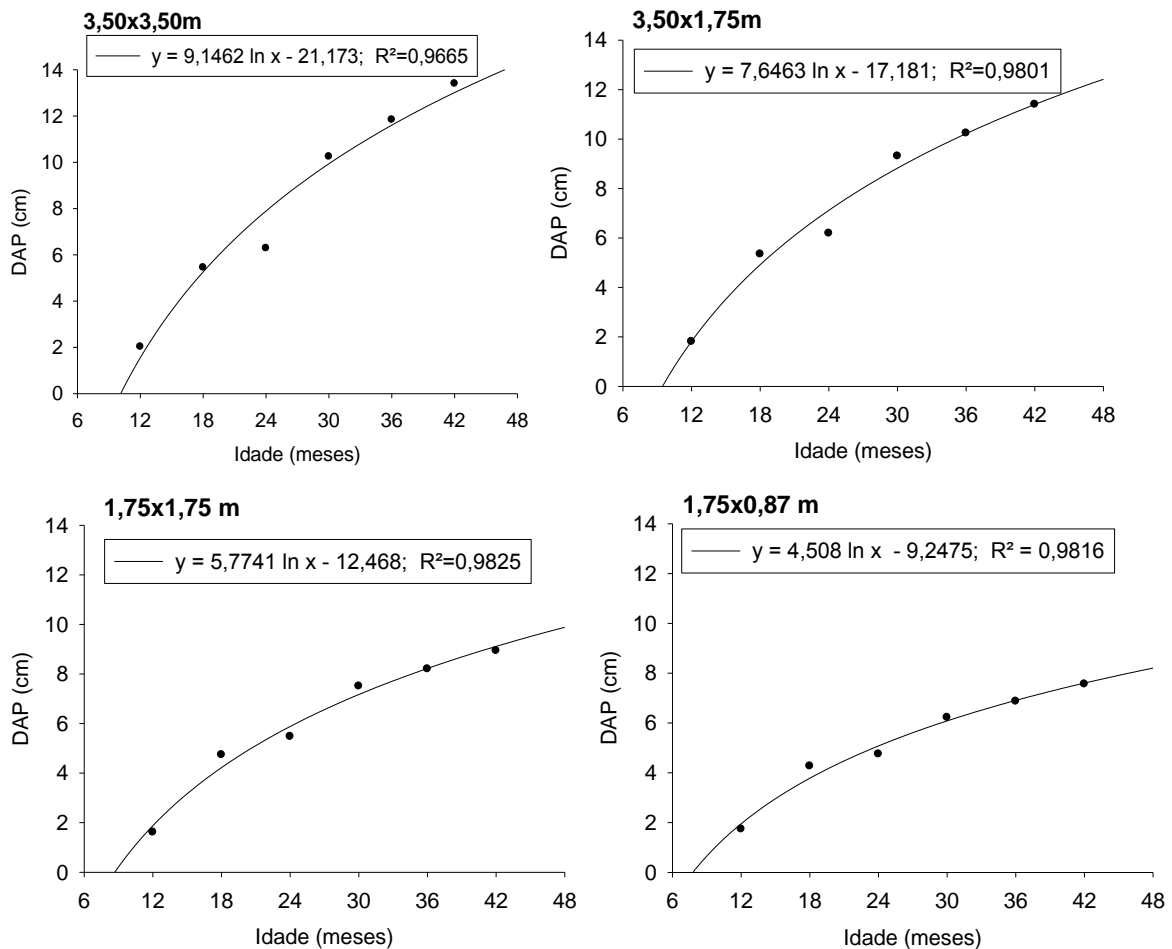 3,50x3,50m
y = 9,1462 ln x - 21,173; R²=0,9665
14
12
10
8
6
4
2
0
DAP (cm)
6 12 18 24 30 36 42 48
Idade (meses)
3,50x1,75m
y = 7,6463 ln x - 17,181; R²=0,9801
14
12
10
8
6
4
2
0
DAP (cm)
6 12 18 24 30 36 42 48
Idade (meses)
1,75x1,75 m
y = 5,7741 ln x - 12,468; R²=0,9825
14
12
10
8
6
4
2
0
DAP (cm)
6 12 18 24 30 36 42 48
Idade (meses)
1,75x0,87 m
y = 4,508 ln x - 9,2475; R² = 0,9816
14
12
10
8
6
4
2
0
DAP (cm)
6 12 18 24 30 36 42 48
Idade (meses)